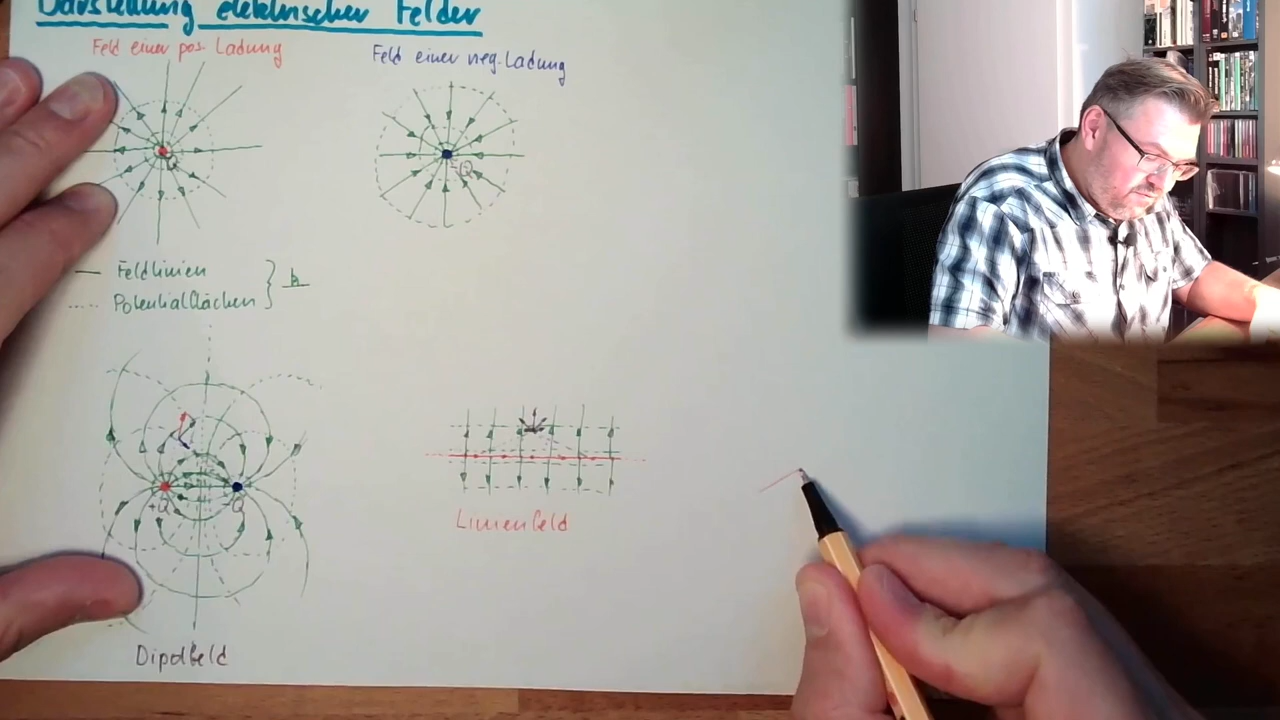 Darstellung elektrischer Felder
Feld einer pos. Ladung
Feld einer neg. Ladung
Q
-Q
Feldlinien
Potentialflächen
+Q
-Q
Linienfeld
Dipolfeld